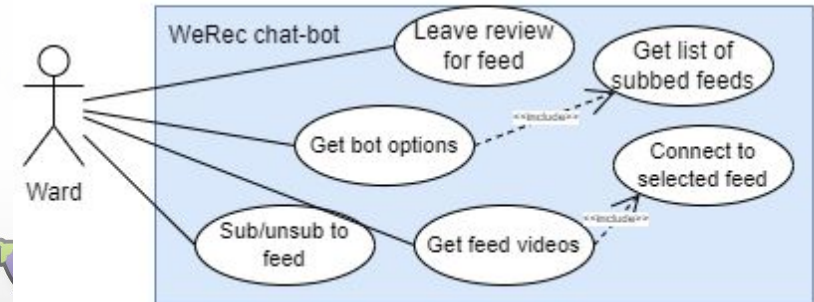 WeRec chat-bot
Leave review
for feed
Get list of
subbed feeds
<<include>>
Get bot options
Connect to
selected feed
Ward
<<include>>
Sub/unsub to
feed
Get feed videos